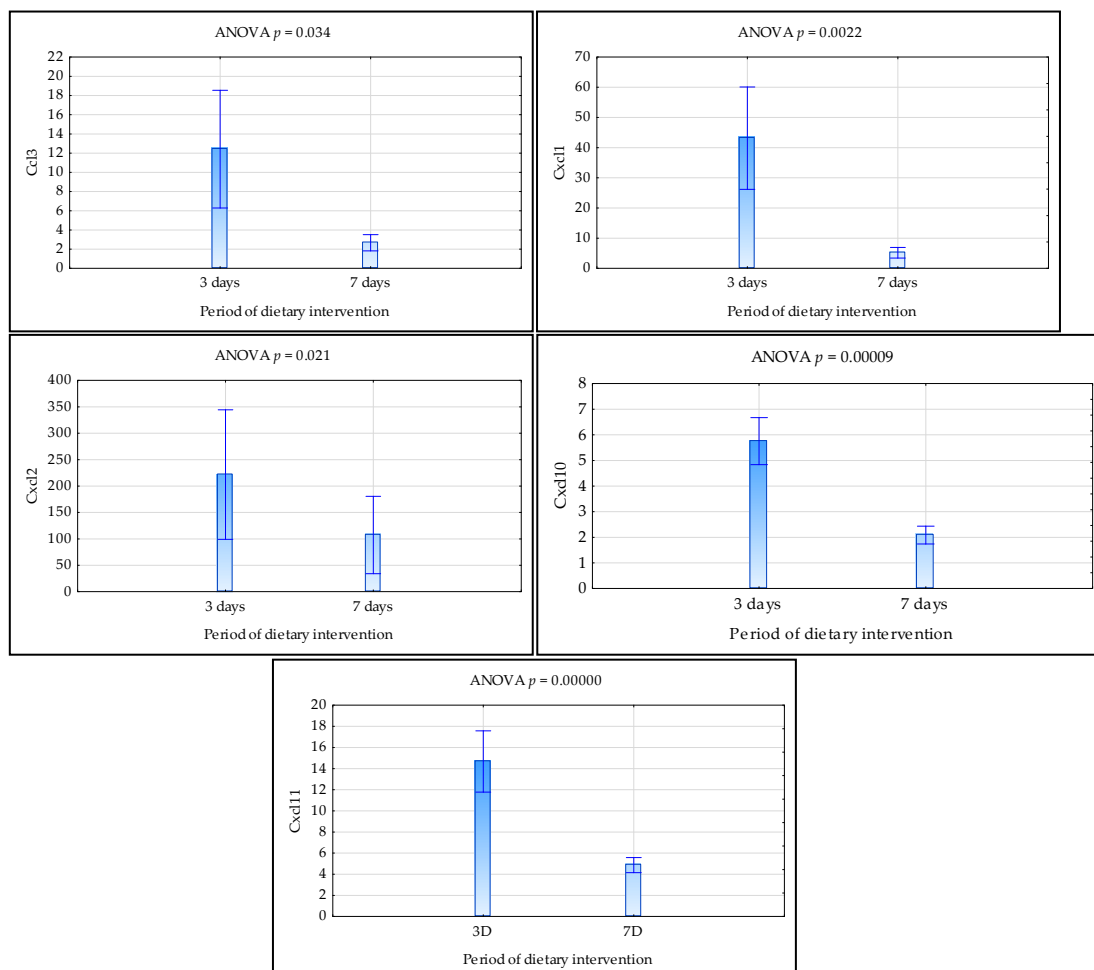 ANOVA p = 0.034
22
20
18
16
14
12
10
8
6
4
2
0
Ccl3
3 days 7 days
Period of dietary intervention
ANOVA p = 0.0022
70
60
50
40
30
20
10
0
Cxcl1
3 days 7 days
Period of dietary intervention
ANOVA p = 0.021
400
350
300
250
200
150
100
50
0
Cxcl2
3 days 7 days
Period of dietary intervention
ANOVA p = 0.00009
8
7
6
5
4
3
2
1
0
Cxcl10
3 days 7 days
Period of dietary intervention
ANOVA p = 0.00000
20
18
16
14
12
10
8
6
4
2
0
Cxcl11
3D 7D
Period of dietary intervention